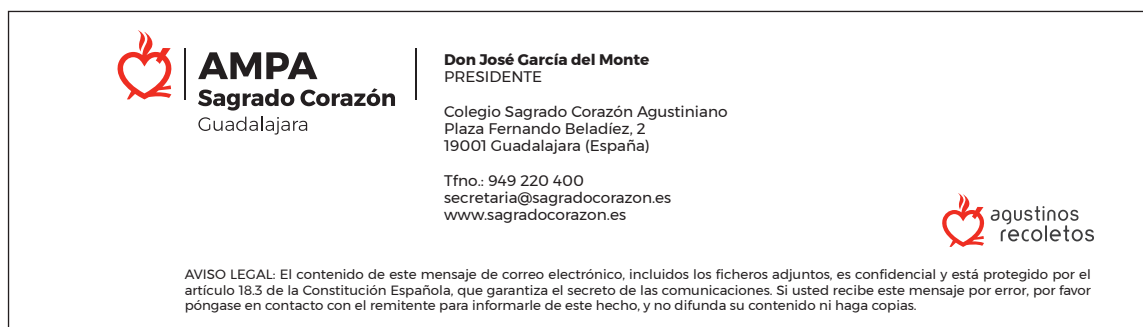 AMPA
Sagrado Corazón
Guadalajara
Don José García del Monte
PRESIDENTE
Colegio Sagrado Corazón Agustiniano
Plaza Fernando Beladíez, 2
19001 Guadalajara (España)
Tfno.: 949 220 400
secretaria@sagradocorazon.es
www.sagradocorazon.es
agustinos
recoletos
AVISO LEGAL: El contenido de este mensaje de correo electrónico, incluidos los ficheros adjuntos, es confidencial y está protegido por el
artículo 18.3 de la Constitución Española, que garantiza el secreto de las comunicaciones. Si usted recibe este mensaje por error, por favor
póngase en contacto con el remitente para informarle de este hecho, y no difunda su contenido ni haga copias.